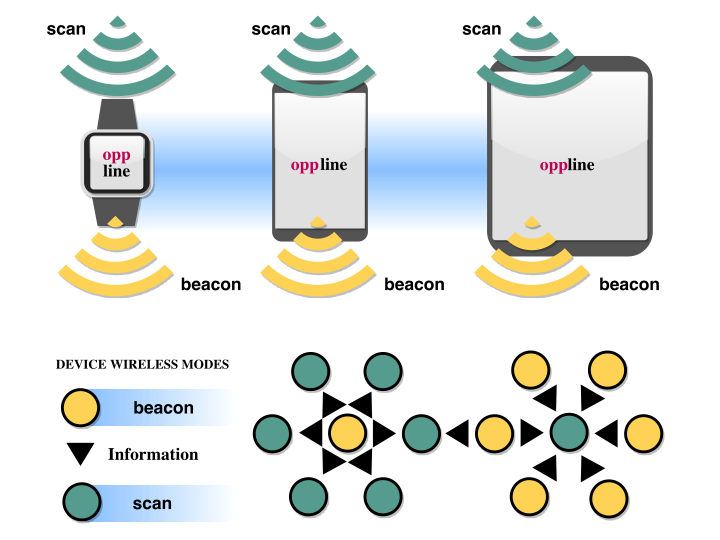 scan
scan
scan
opp
line
oppline
oppline
beacon
beacon
beacon
DEVICE WIRELESS MODES
beacon
Information
scan